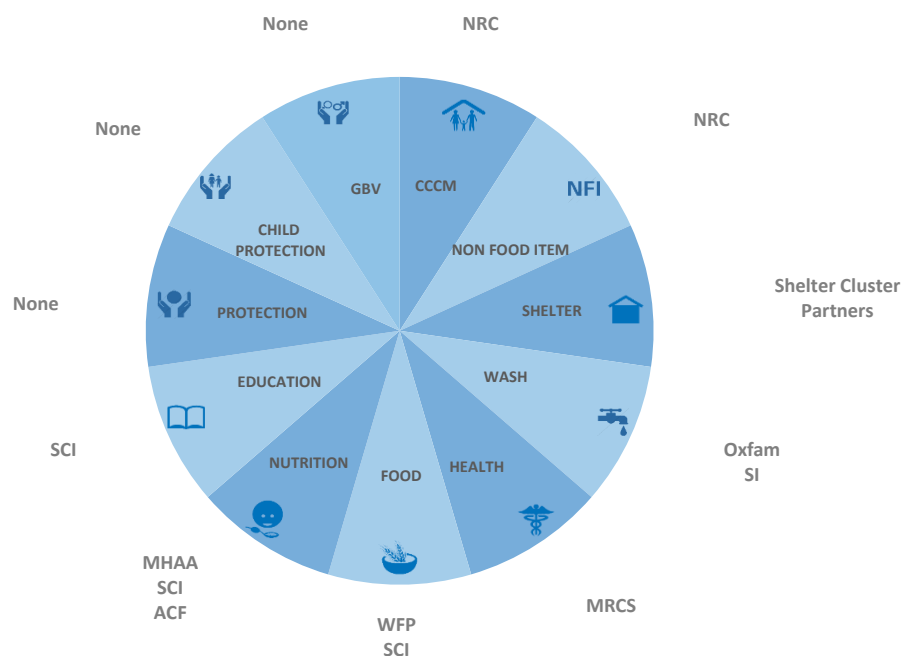 None
NRC
None
NRC
NFI
GBV
CCCM
CHILD
PROTECTION
NON FOOD ITEM
None
Shelter Cluster
Partners
PROTECTION
SHELTER
EDUCATION
WASH
SCI
NUTRITION
FOOD
HEALTH
Oxfam
SI
MHAA
SCI
ACF
WFP
SCI
MRCS